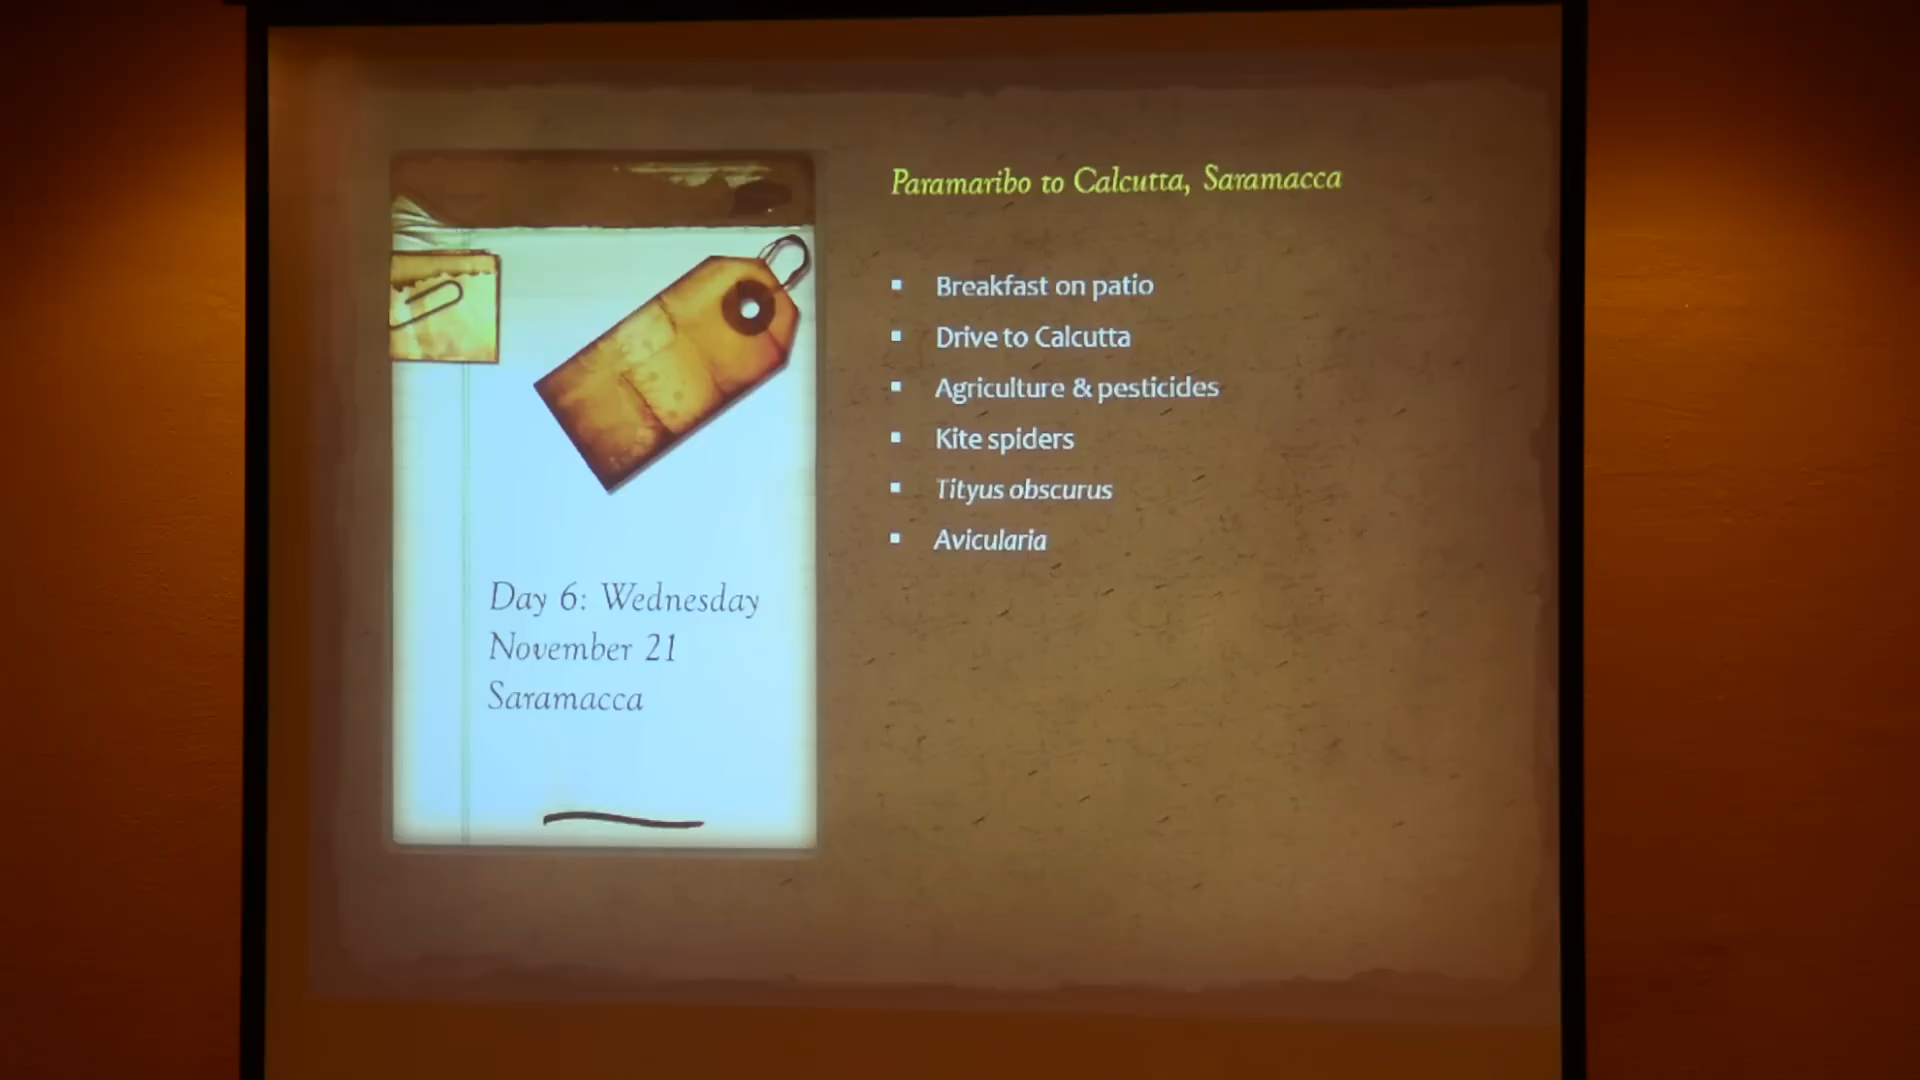 Paramaribo to Calcutta, Saramacca
Breakfast on patio
Drive to Calcutta
Agriculture & pesticides
Kite spiders
Tityus obscurus
Avicularia
Day 6: Wednesday
November 21
Saramacca